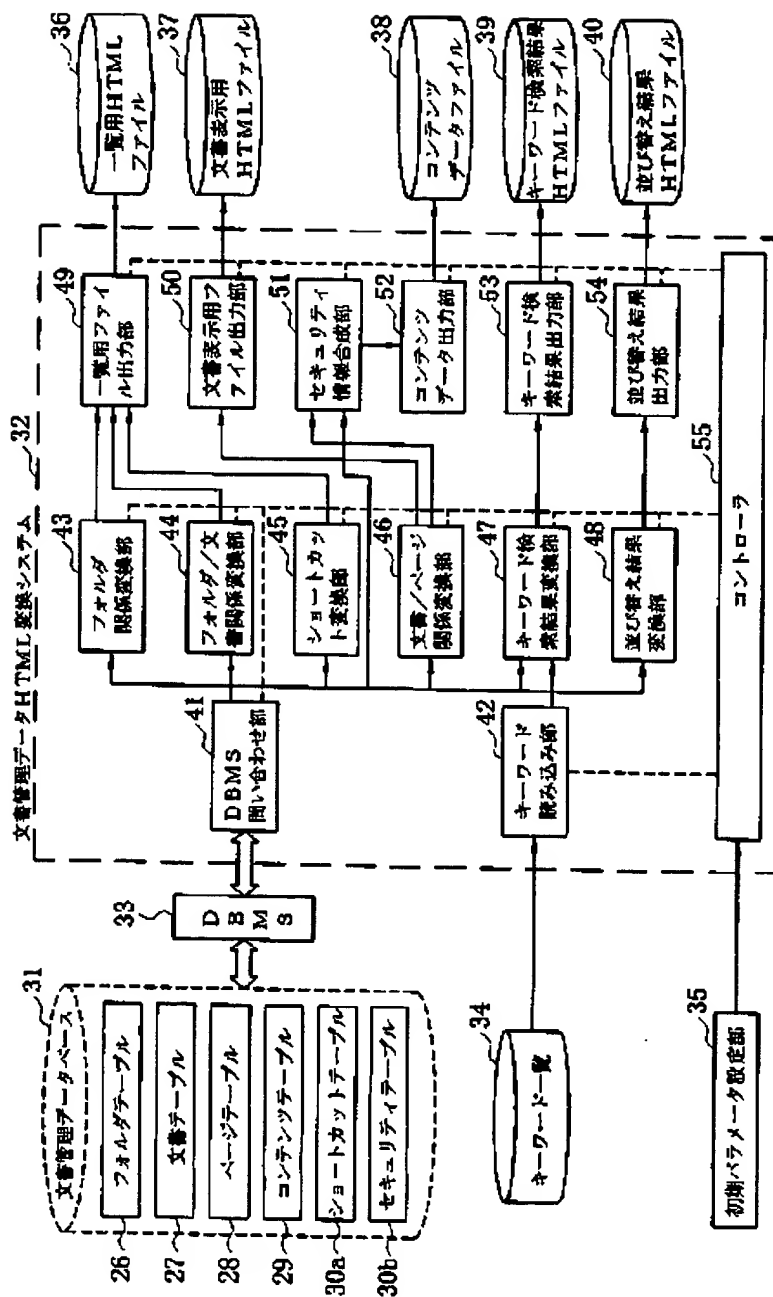 文書管理データベース
31
フォルダテーブル
26
文書テーブル
27
ページテーブル
28
コンテンツテーブル
29
ショートカットテーブル
30a
セキュリティテーブル
30b
DBMS
33
キーワード一覧
34
初期パラメータ設定部
35
文書管理データHTML変換システム
32
DBMS
問い合わせ部
41
キーワード
読み込み部
42
フォルダ
関係変換部
43
フォルダ/文
書関係変換部
44
ショートカッ
ト変換部
45
文書/ページ
関係変換部
46
キーワード検
索結果変換部
47
並び替え結果
変換部
48
一覧用ファイ
ル出力部
49
文書表示用フ
ァイル出力部
50
セキュリティ
情報合成部
51
コンテンツ
データ出力部
52
キーワード検
索結果出力部
53
並び替え結果
出力部
54
コントローラ
55
一覧用HTML
ファイル
36
文書表示用
HTMLファイル
37
コンテンツ
データファイル
38
キーワード検索結果
HTMLファイル
39
並び替え結果
HTMLファイル
40